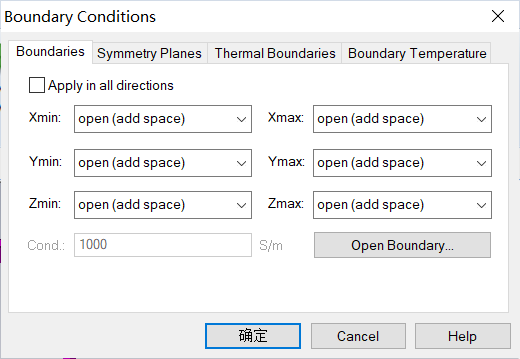 Boundary Conditions
Boundaries Symmetry Planes Thermal Boundaries Boundary Temperature
Apply in all directions
Xmin: open (add space) Xmax: open (add space)
Ymin: open (add space) Ymax: open (add space)
Zmin: open (add space) Zmax: open (add space)
Cond.: 1000 S/m Open Boundary...
确定 Cancel Help